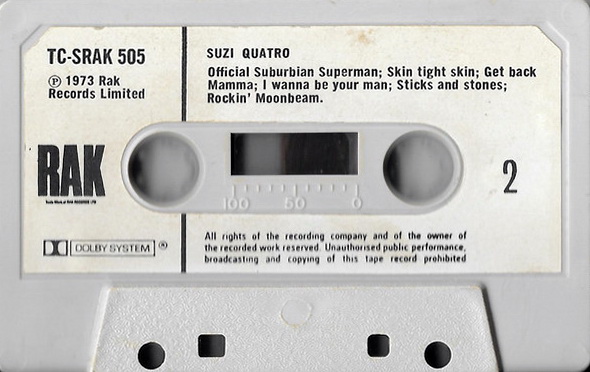 TC-SRAK 505
Ⓟ 1973 Rak
Records Limited
SUZI QUATRO
Official Suburbian Superman; Skin tight skin; Get back
Mamma; I wanna be your man; Sticks and stones;
Rockin' Moonbeam.
RAK
2
100 50 0
DOLBY SYSTEM ®
All rights of the recording company and of the owner of
the recorded work reserved. Unauthorised public performance,
broadcasting and copying of this tape record prohibited